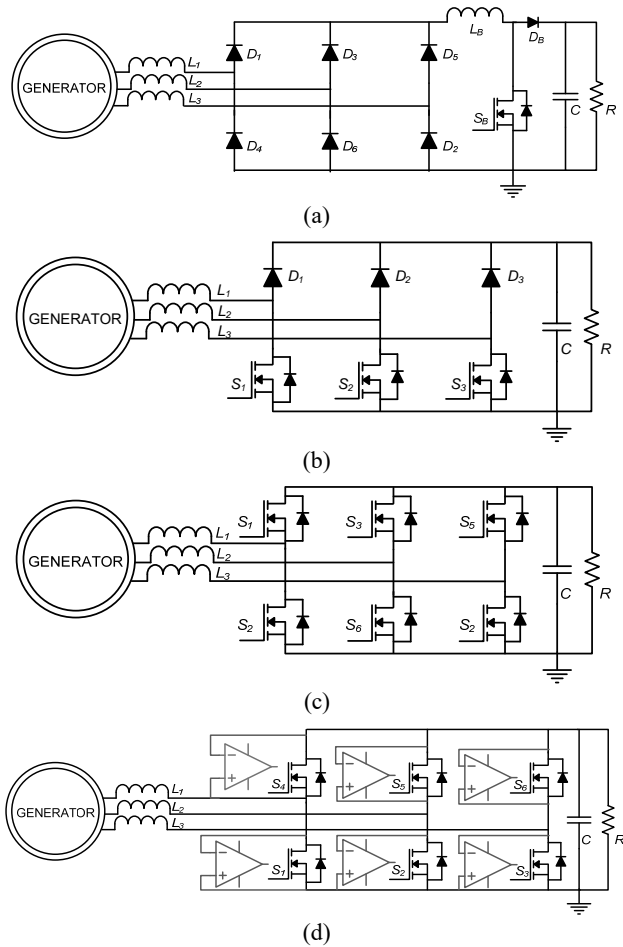 L1 D1 D3 D5 LB DB
GENERATOR L2
L3 SB C R
D4 D6 D2
(a)
D1 D2 D3
L1
GENERATOR L2
L3 C R
S1 S2 S3
(b)
S1 S3 S5
L1
GENERATOR L2
L3 C R
S2 S6 S2
(c)
− − −
+ S4 + S5 + S6
L1
GENERATOR L2
L3 C R
− − −
+ S1 + S2 + S3
(d)